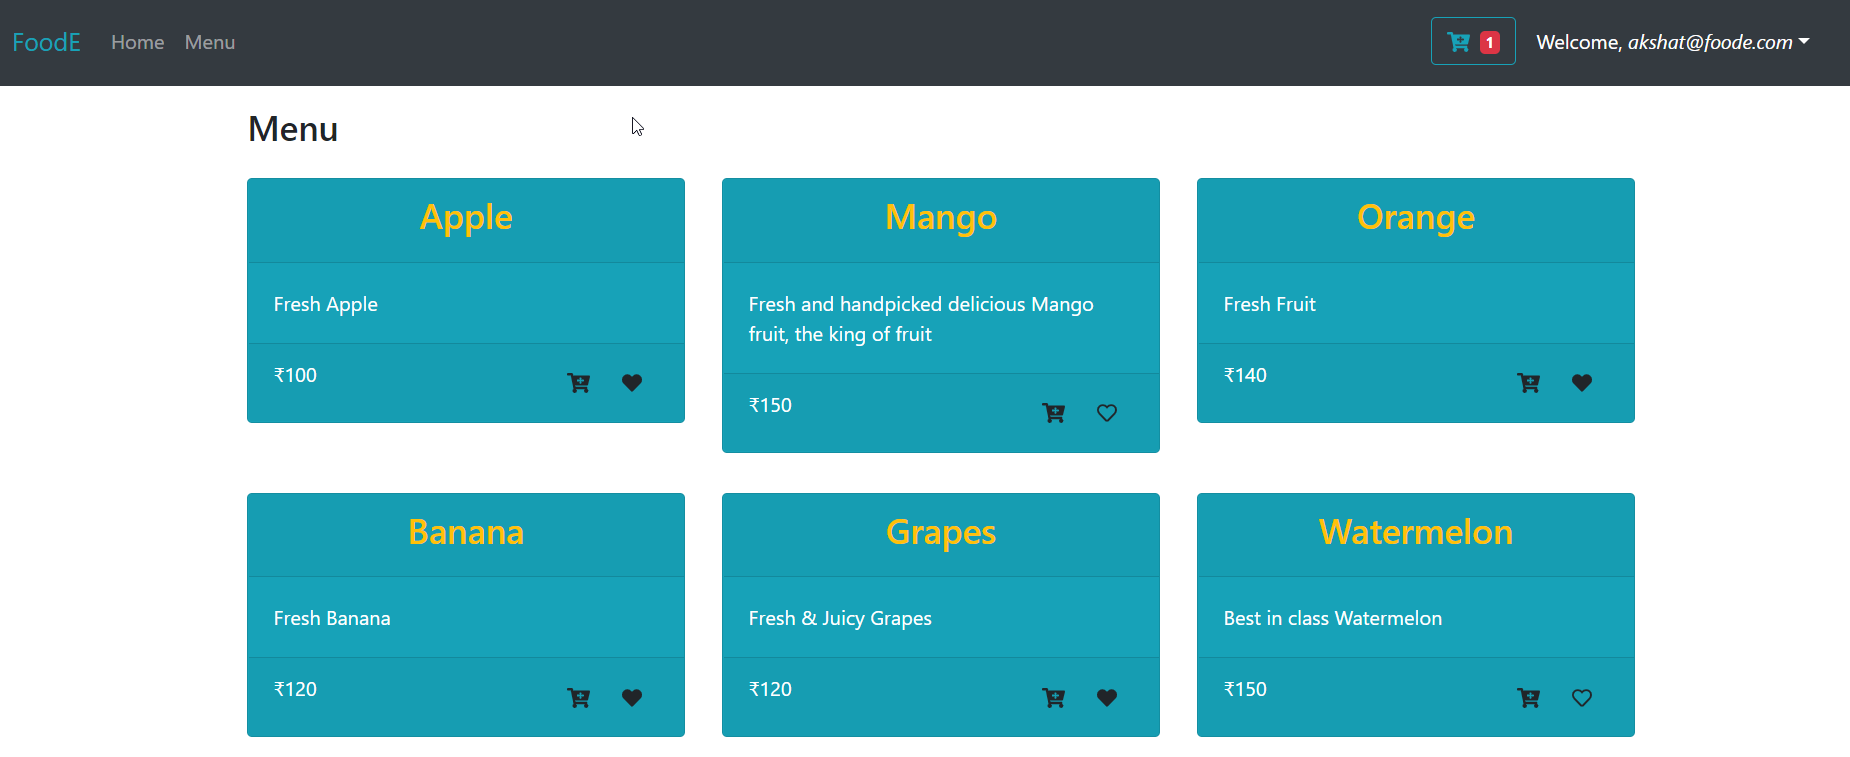 FoodE Home Menu 1 Welcome, akshat@foode.com
Menu
Apple
Fresh Apple
₹100
Mango
Fresh and handpicked delicious Mango
fruit, the king of fruit
₹150
Orange
Fresh Fruit
₹140
Banana
Fresh Banana
₹120
Grapes
Fresh & Juicy Grapes
₹120
Watermelon
Best in class Watermelon
₹150